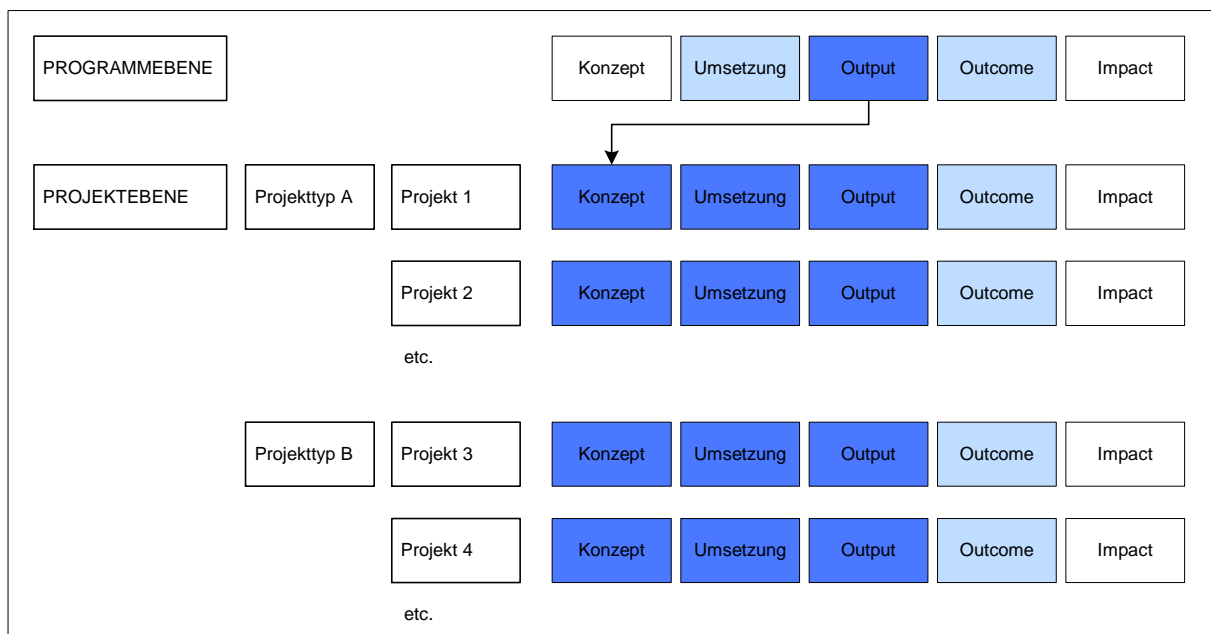 PROGRAMMEBENE Konzept Umsetzung Output Outcome Impact
PROJEKTEBENE Projekttyp A Projekt 1 Konzept Umsetzung Output Outcome Impact
Projekt 2 Konzept Umsetzung Output Outcome Impact
etc.
Projekttyp B Projekt 3 Konzept Umsetzung Output Outcome Impact
Projekt 4 Konzept Umsetzung Output Outcome Impact
etc.